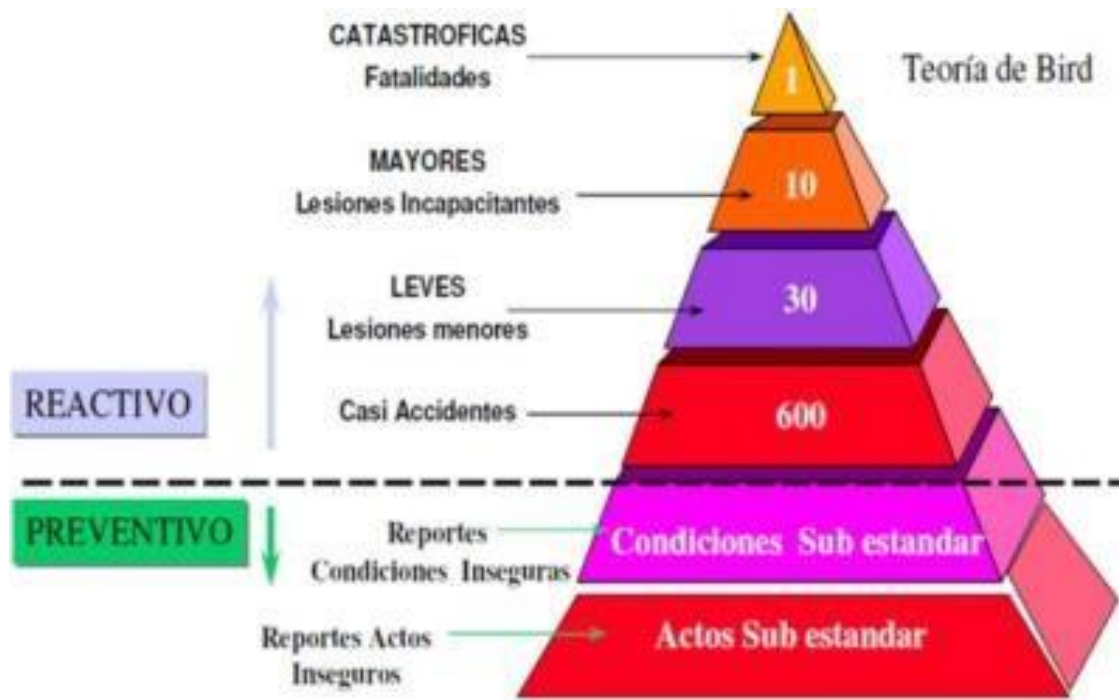 CATASTROFICAS
Fatalidades
1
Teoría de Bird
MAYORES
Lesiones Incapacitantes
10
LEVES
Lesiones menores
30
REACTIVO
Casi Accidentes
600
PREVENTIVO
Reportes
Condiciones Inseguras
Condiciones Sub estandar
Reportes Actos
Inseguros
Actos Sub estandar